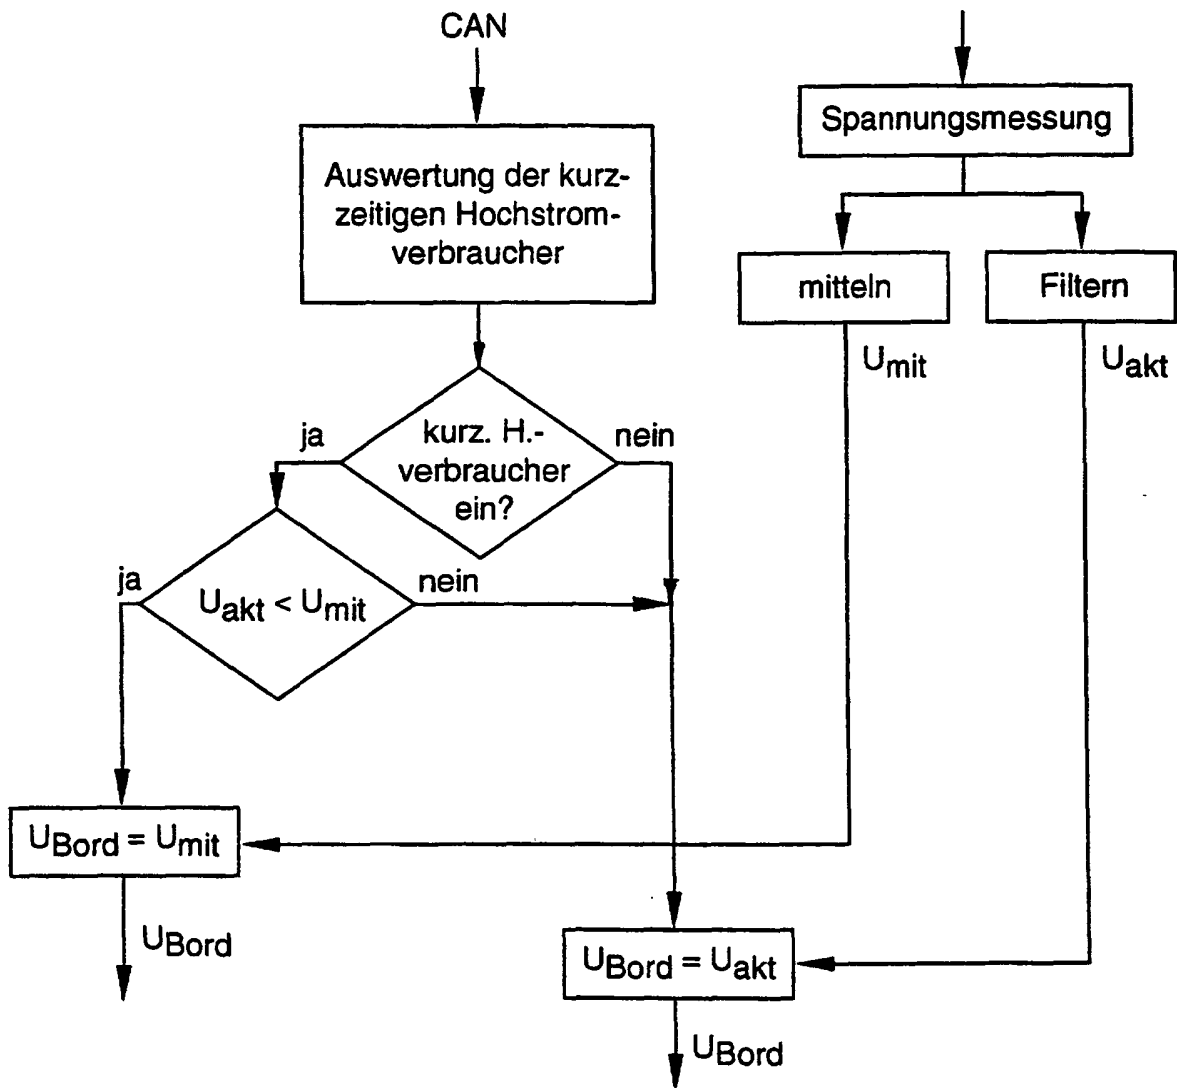 CAN
Spannungsmessung
Auswertung der kurz-
zeitigen Hochstrom-
verbraucher
mitteln
Filtern
Umit
Uakt
ja
kurz. H.-
verbraucher
ein?
nein
ja
Uakt < Umit
nein
UBord = Umit
UBord
UBord = Uakt
UBord